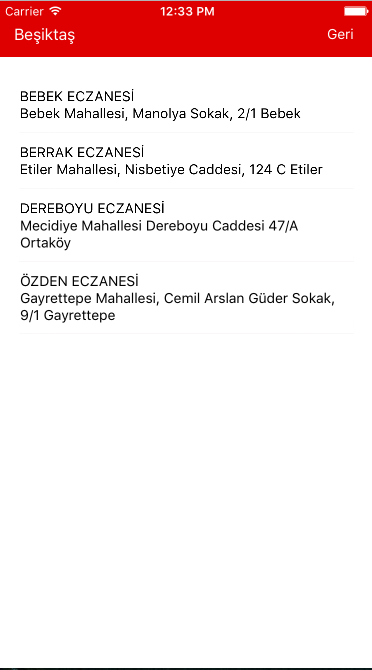 Carrier 12:33 PM
Beşiktaş Geri
BEBEK ECZANESİ
Bebek Mahallesi, Manolya Sokak, 2/1 Bebek
BERRAK ECZANESİ
Etiler Mahallesi, Nisbetiye Caddesi, 124 C Etiler
DEREBOYU ECZANESİ
Mecidiye Mahallesi Dereboyu Caddesi 47/A
Ortaköy
ÖZDEN ECZANESİ
Gayrettepe Mahallesi, Cemil Arslan Güder Sokak,
9/1 Gayrettepe